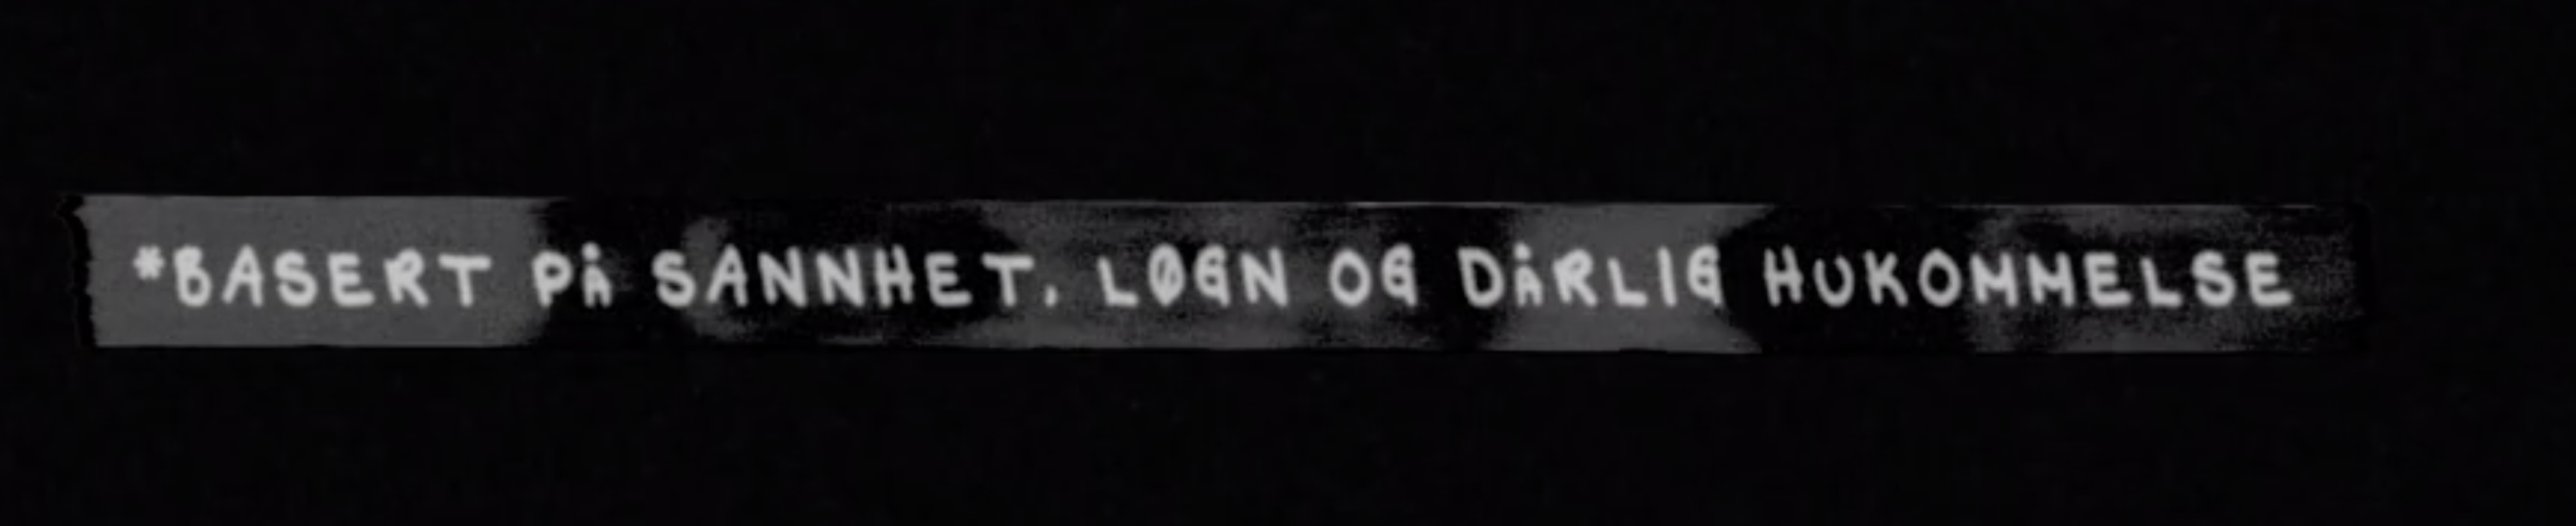 *BASERT PÅ SANNHET, LØGN OG DÅRLIG HUKOMMELSE